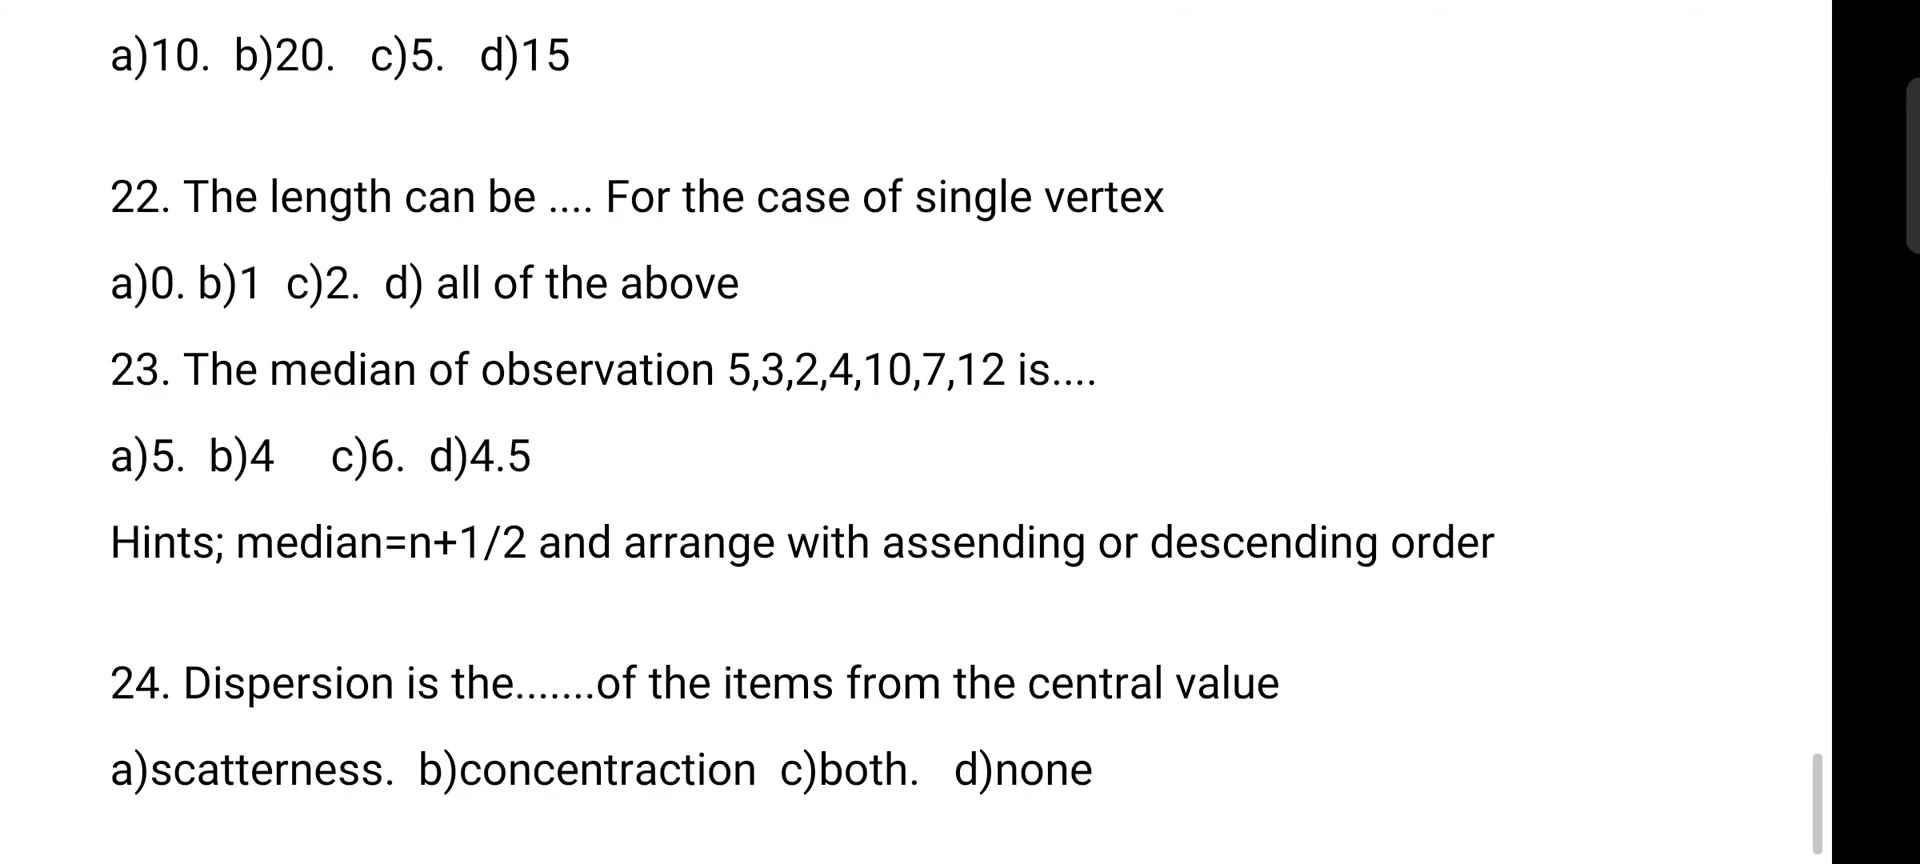 a)10. b)20. c)5. d)15
22. The length can be .... For the case of single vertex
a)0. b)1 c)2. d) all of the above
23. The median of observation 5,3,2,4,10,7,12 is....
a)5. b)4 c)6. d)4.5
Hints; median=n+1/2 and arrange with assending or descending order
24. Dispersion is the.......of the items from the central value
a)scatterness. b)concentraction c)both. d)none